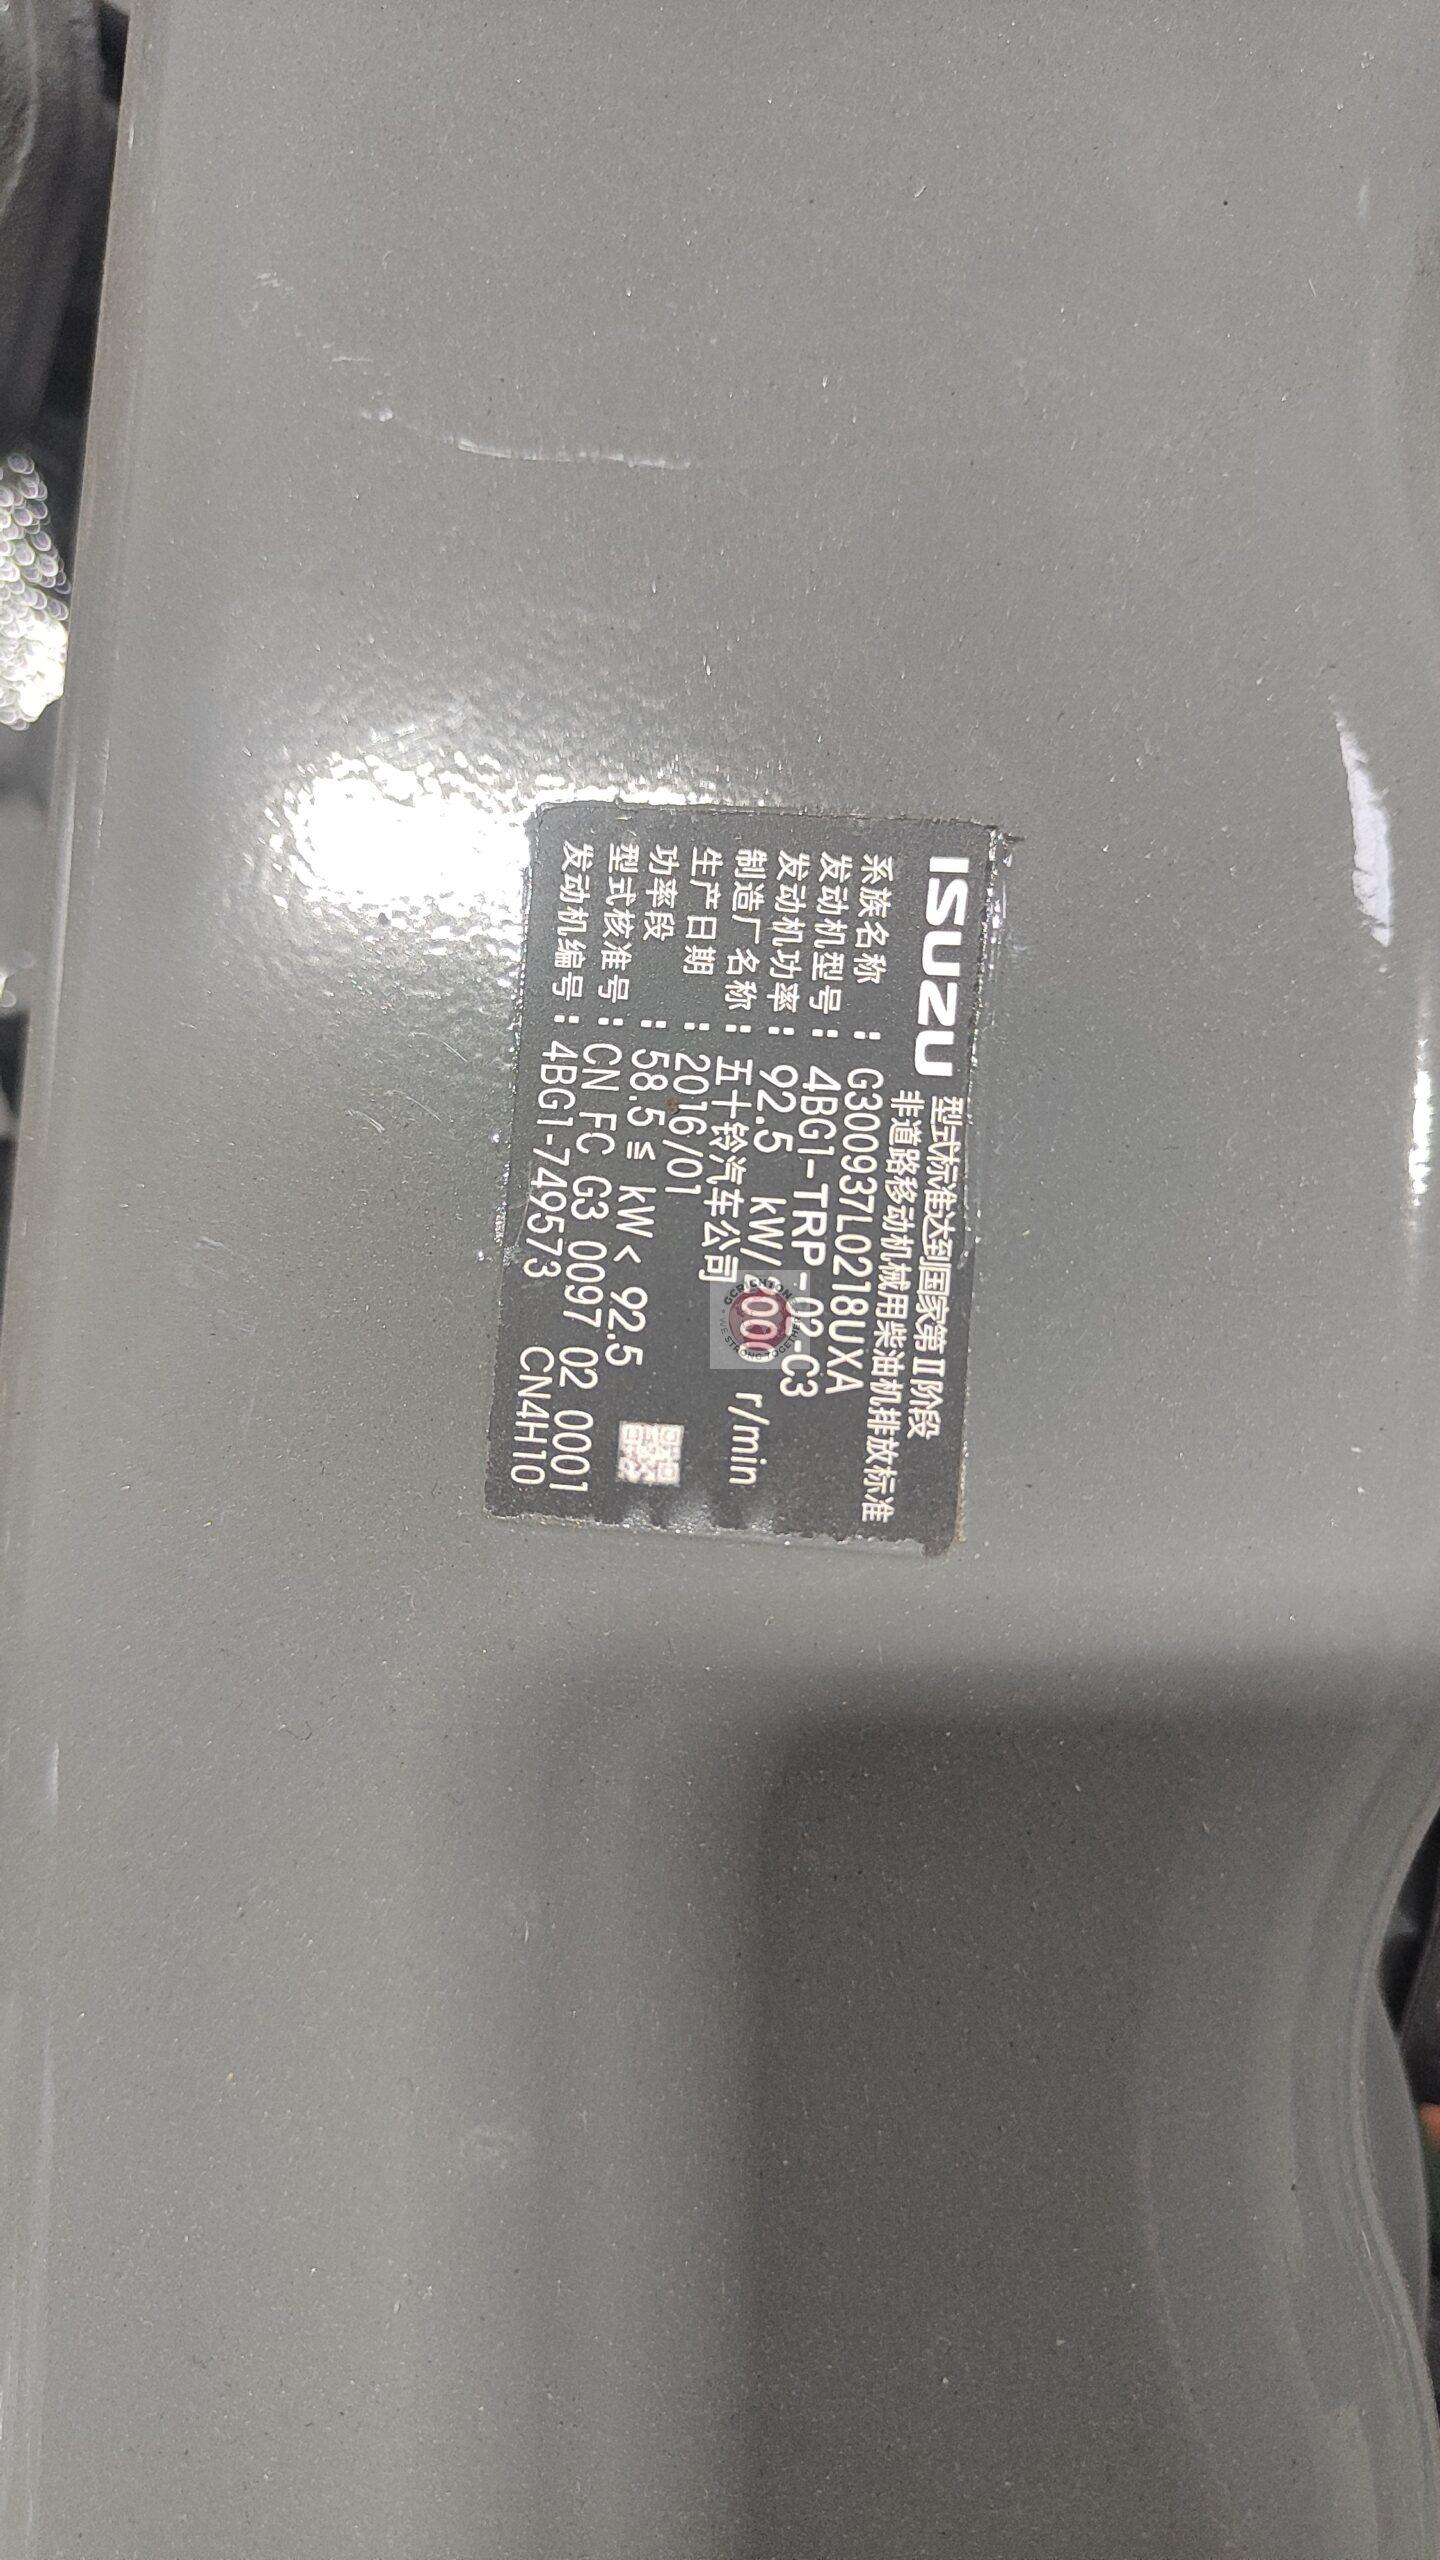 ISUZU
型式标准达到国家第Ⅱ阶段
非道路移动机械用柴油机排放标准
系族名称 : G300937L0218UXA
发动机型号 : 4BG1-TRP-02-C3
发动机功率 : 92.5 kW/ r/min
制造厂名称 : 五十铃汽车公司
生产日期 : 2016/01
功率段 : 58.5 ≤ kW < 92.5
型式核准号 : CN FC G3 0097 02 0001
发动机编号 : 4BG1-749573 CN4H10
WE STRONG TOGETHER